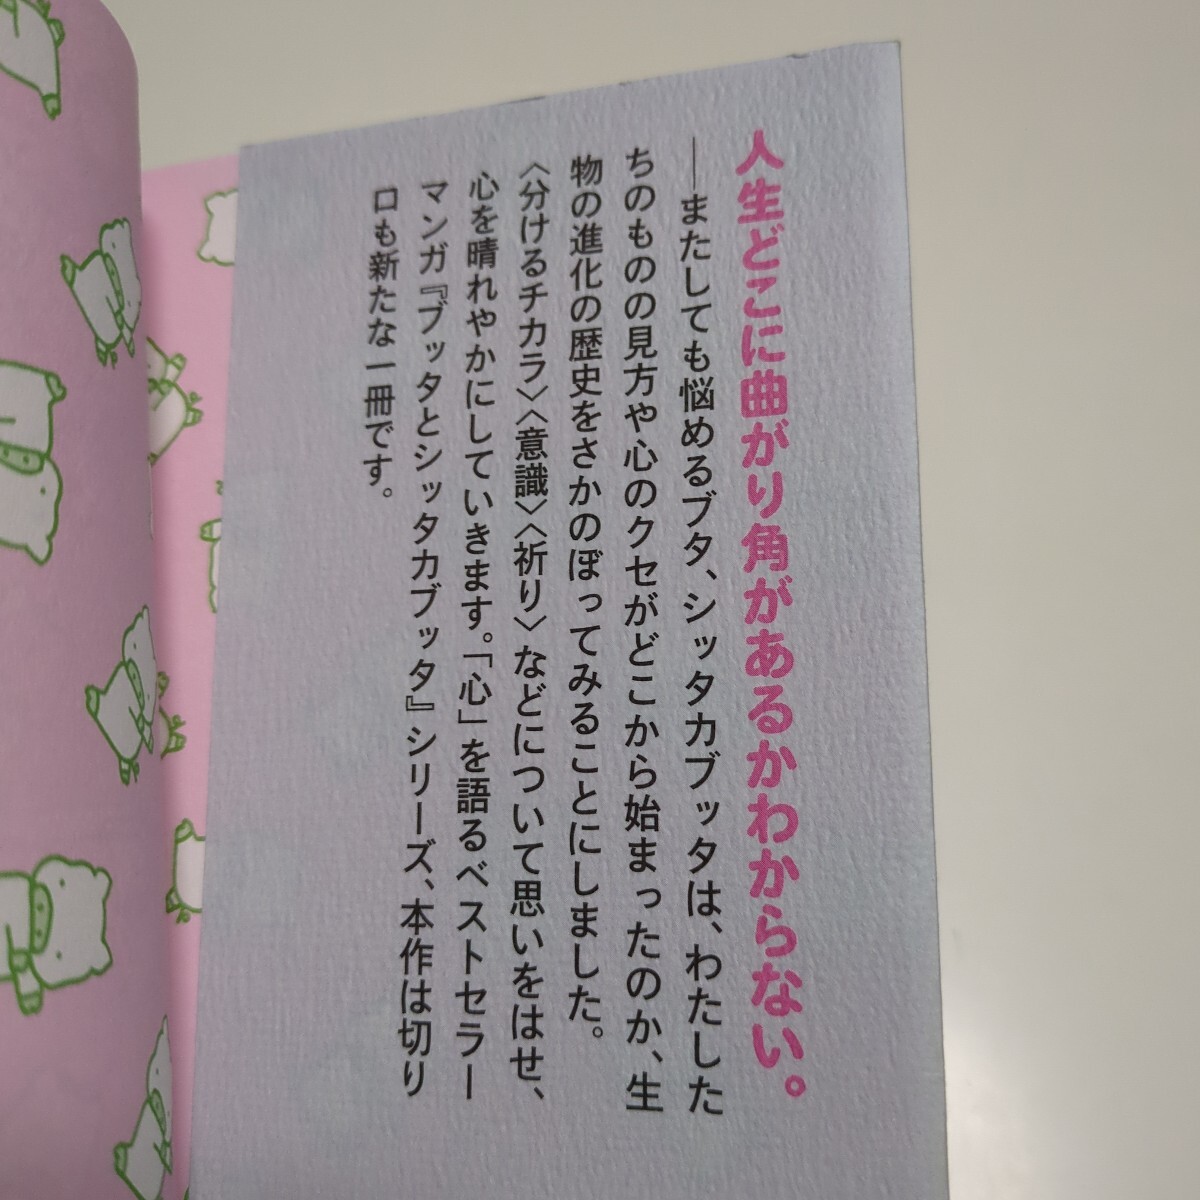 人生どこに曲がり角があるかわからない。
――またしても悩めるブタ、シッタカブッタは、わたした
ちのものの見方や心のクセがどこから始まったのか、生
物の進化の歴史をさかのぼってみることにしました。
〈分けるチカラ〉〈意識〉〈祈り〉などについて思いをはせ、
心を晴れやかにしていきます。「心」を語るベストセラー
マンガ『ブッタとシッタカブッタ』シリーズ、本作は切り
口も新たな一冊です。